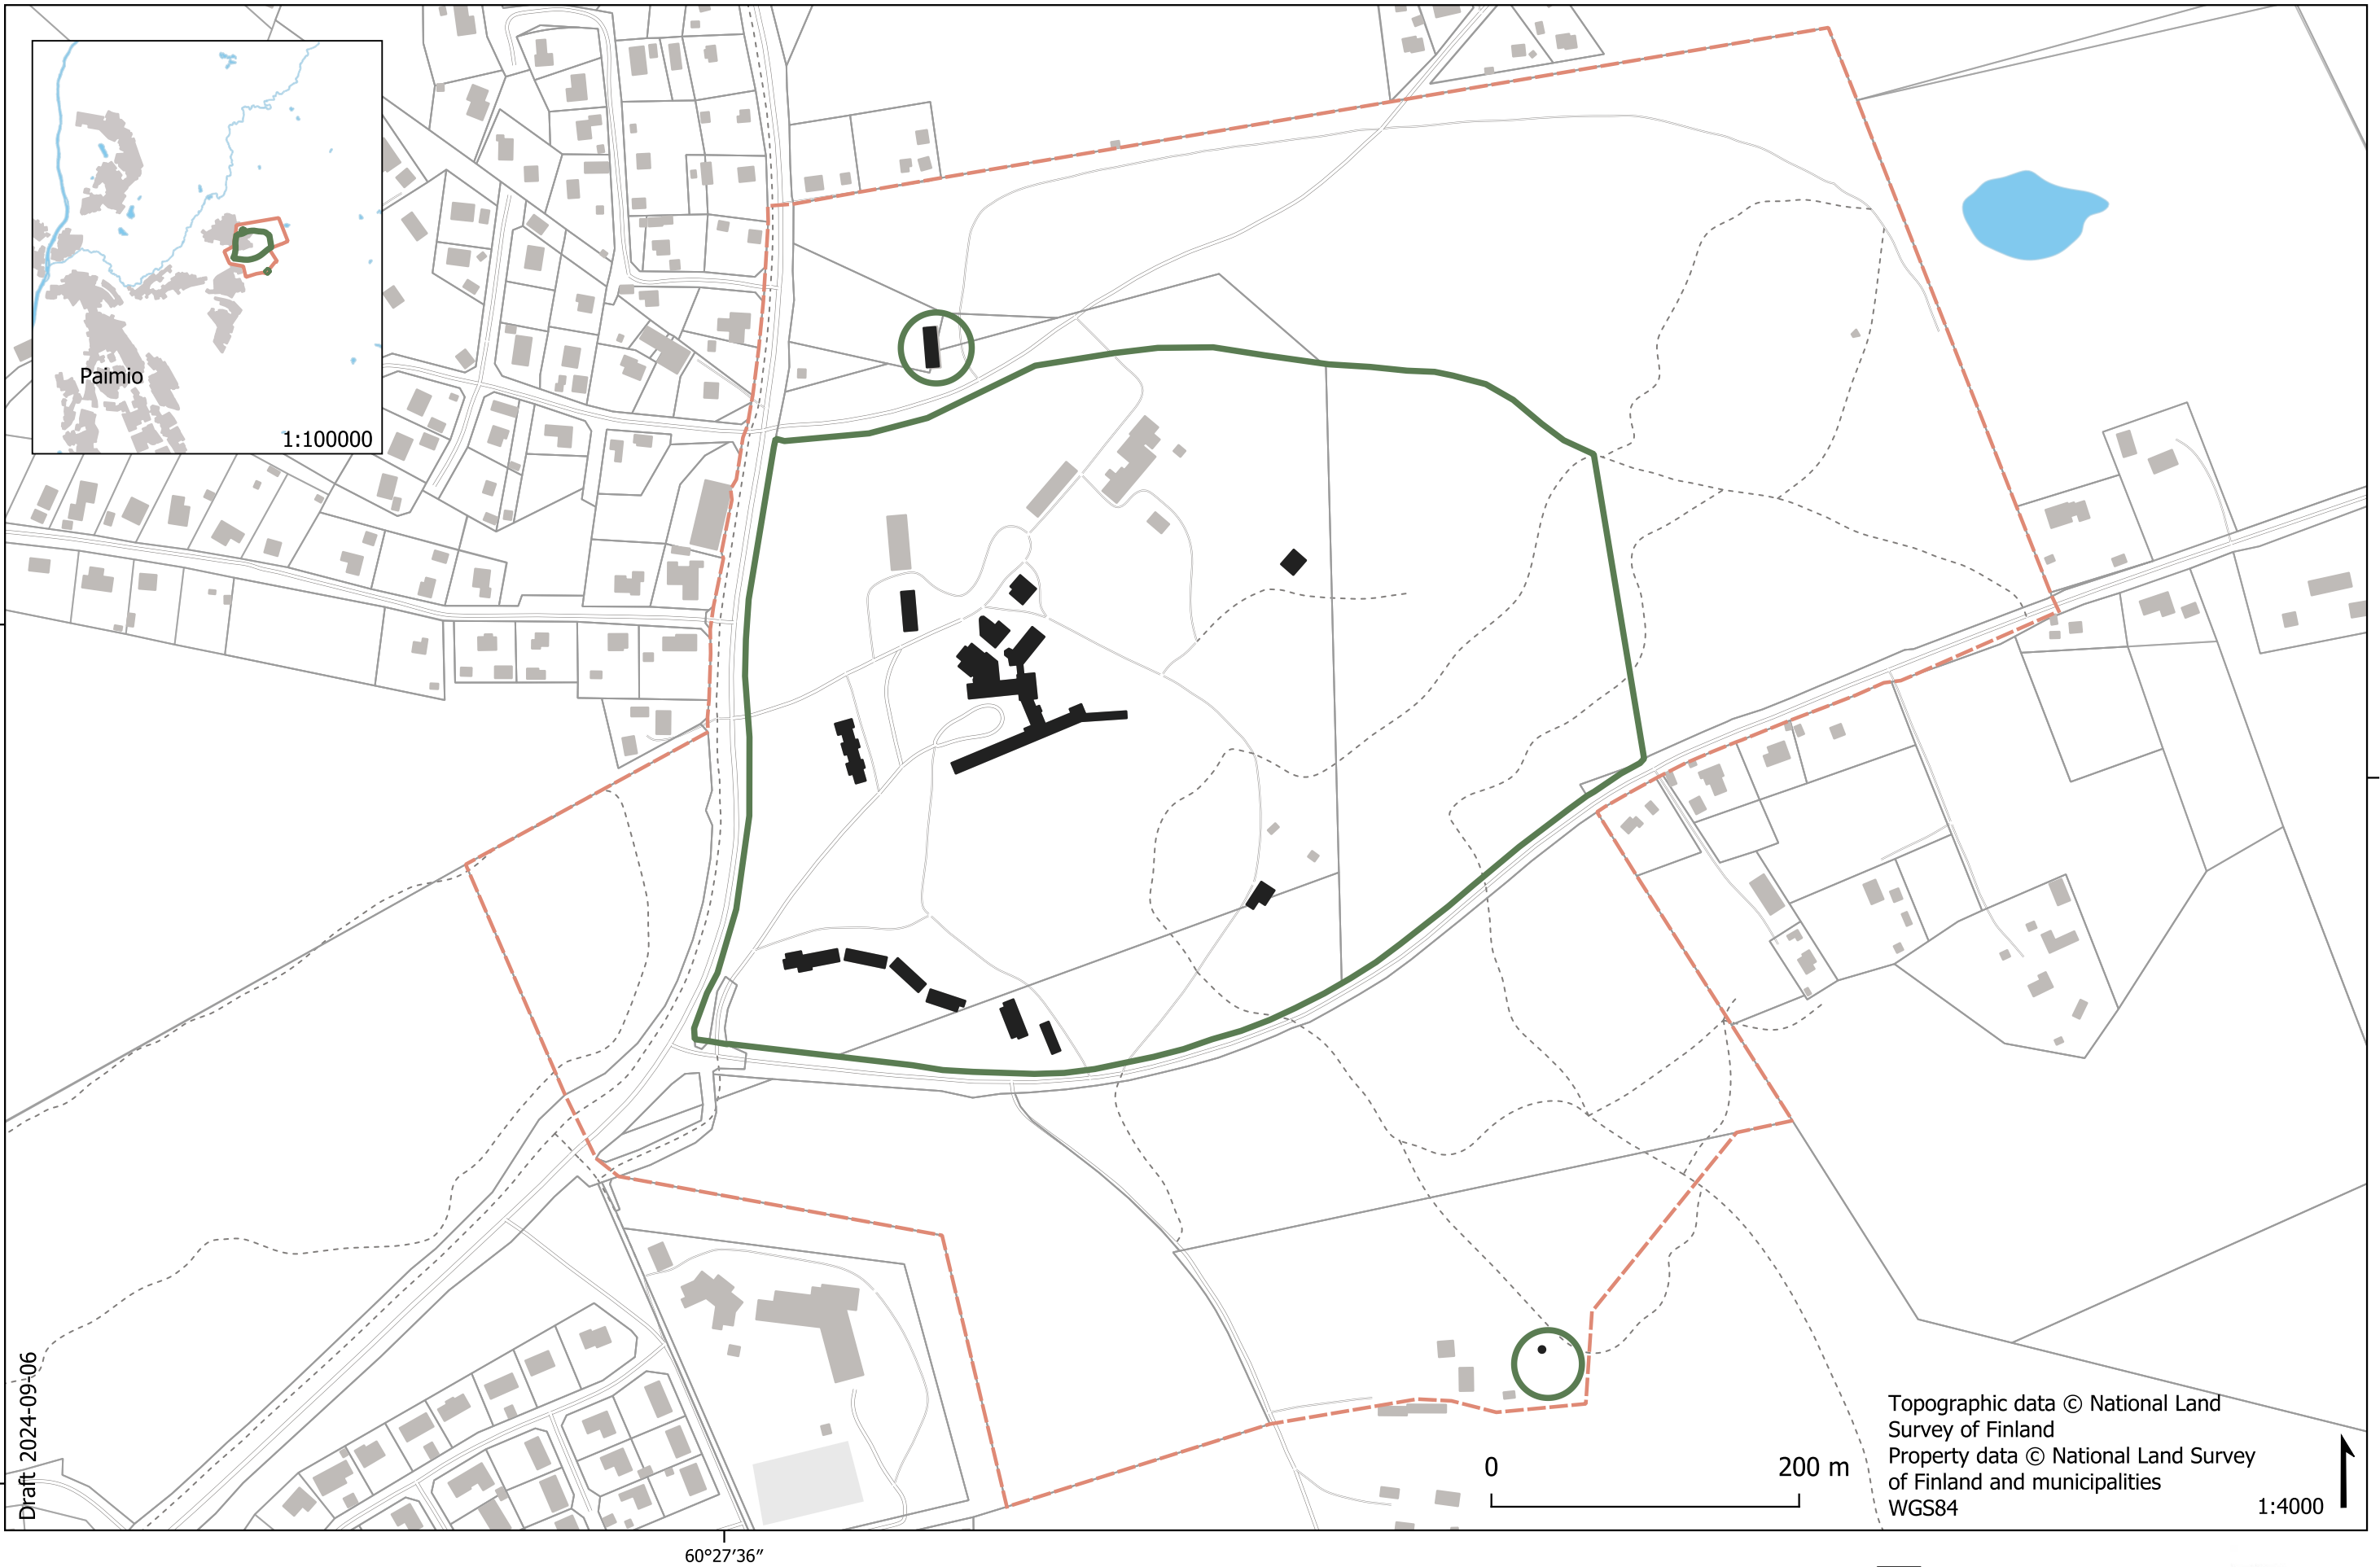 Paimio
1:100000
Draft 2024-09-06
0
200 m
Topographic data © National Land
Survey of Finland
Property data © National Land Survey
of Finland and municipalities
WGS84
1:4000
60°27′36″